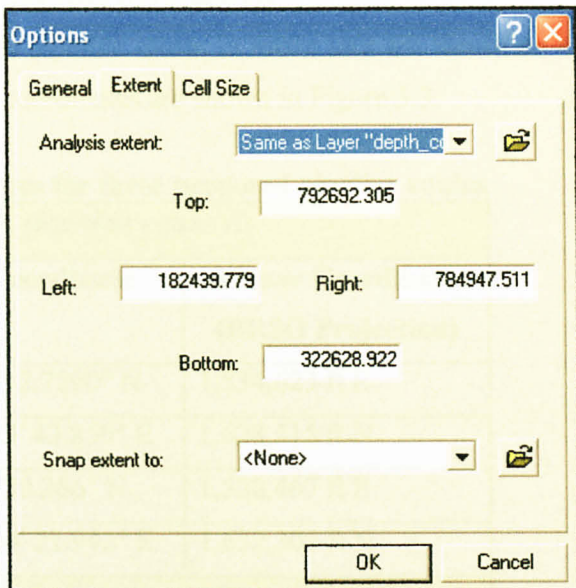 Options
General Extent Cell Size
Analysis extent: Same as Layer "depth_co
Top: 792692.305
Left: 182439.779 Right: 784947.511
Bottom: 322628.922
Snap extent to: <None>
OK Cancel